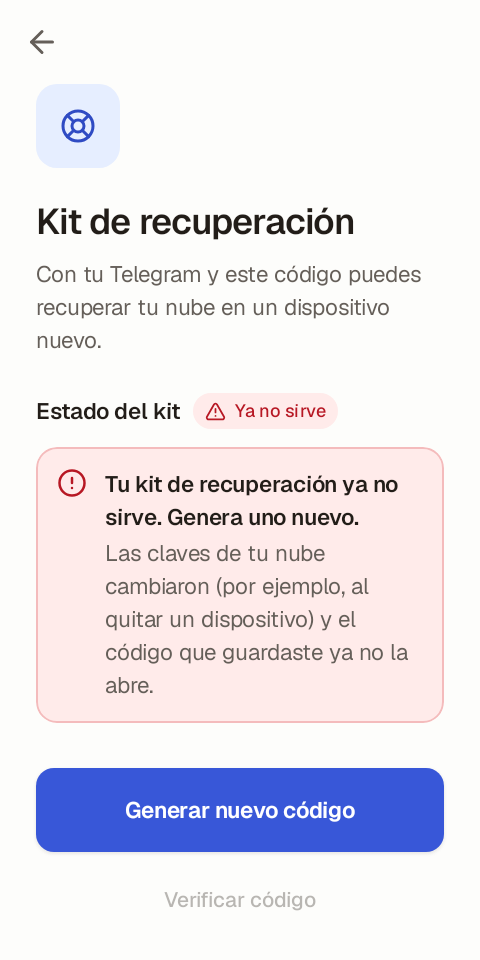 Kit de recuperación
Con tu Telegram y este código puedes
recuperar tu nube en un dispositivo
nuevo.
Estado del kit
Ya no sirve
Tu kit de recuperación ya no
sirve. Genera uno nuevo.
Las claves de tu nube
cambiaron (por ejemplo, al
quitar un dispositivo) y el
código que guardaste ya no la
abre.
Generar nuevo código
Verificar código